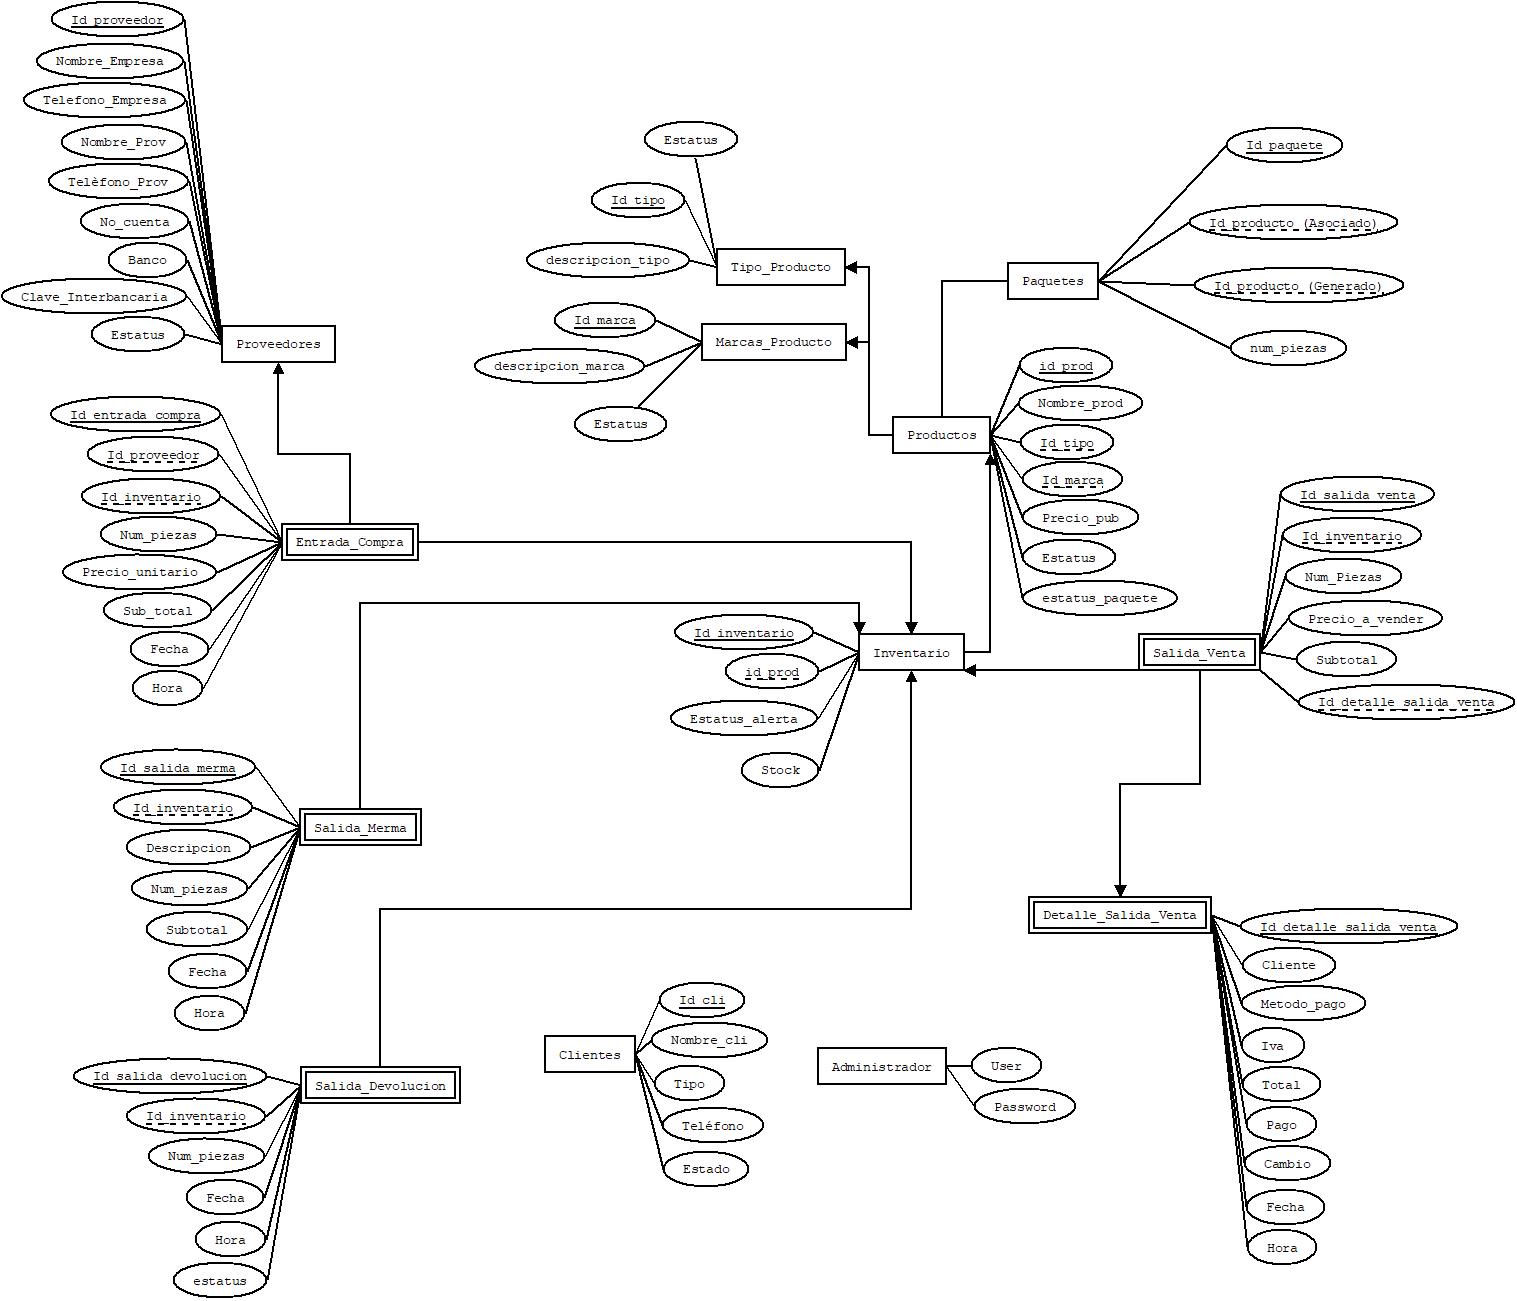 Id_proveedor
Nombre_Empresa
Telefono_Empresa
Nombre_Prov
Telèfono_Prov
No_cuenta
Banco
Clave_Interbancaria
Estatus
Proveedores
Estatus
Id_tipo
descripcion_tipo
Tipo_Producto
Id_marca
descripcion_marca
Estatus
Marcas_Producto
Id_paquete
Id_producto (Asociado)
Id_producto (Generado)
num_piezas
Paquetes
id_prod
Nombre_prod
Id_tipo
Id_marca
Precio_pub
Estatus
estatus_paquete
Productos
Id_entrada_compra
Id_proveedor
Id_inventario
Num_piezas
Precio_unitario
Sub_total
Fecha
Hora
Entrada_Compra
Id_inventario
id_prod
Estatus_alerta
Stock
Inventario
Id_salida_venta
Id_inventario
Num_Piezas
Precio_a_vender
Subtotal
Id_detalle_salida_venta
Salida_Venta
Id_salida_merma
Id_inventario
Descripcion
Num_piezas
Subtotal
Fecha
Hora
Salida_Merma
Id_salida_devolucion
Id_inventario
Num_piezas
Fecha
Hora
estatus
Salida_Devolucion
Id_cli
Nombre_cli
Tipo
Teléfono
Estado
Clientes
Administrador
User
Password
Detalle_Salida_Venta
Id_detalle_salida_venta
Cliente
Metodo_pago
Iva
Total
Pago
Cambio
Fecha
Hora